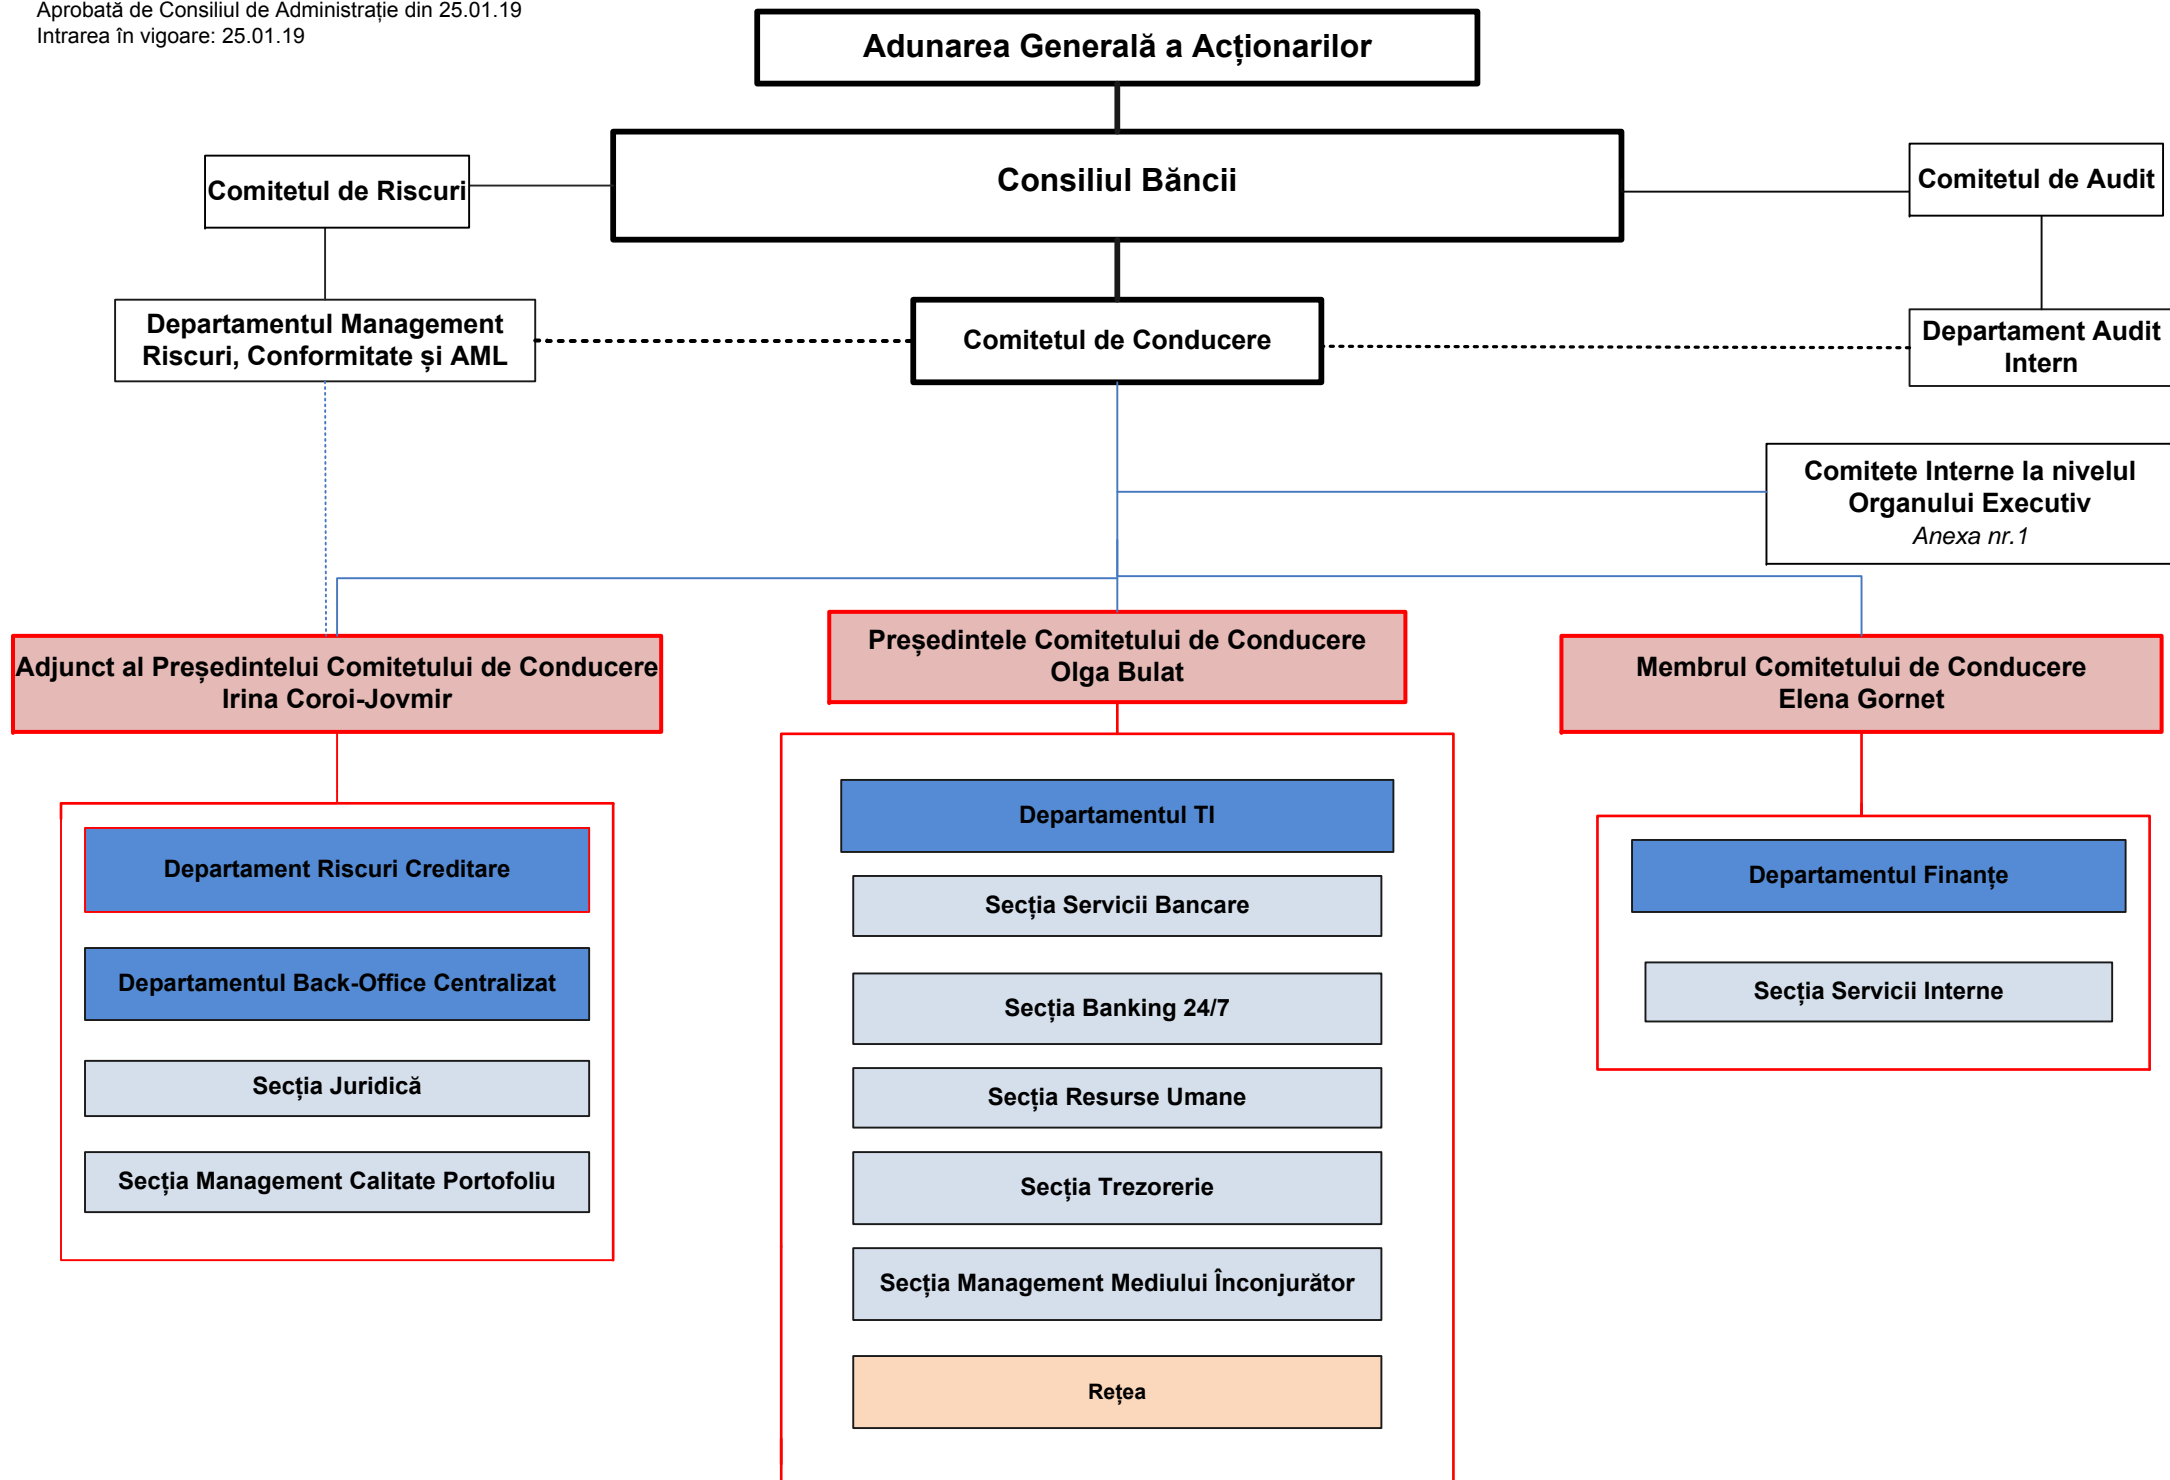 Aprobată de Consiliul de Administrație din 25.01.19
Intrarea în vigoare: 25.01.19
Adunarea Generală a Acționarilor
Consiliul Băncii
Comitetul de Riscuri
Comitetul de Audit
Departamentul Management
Riscuri, Conformitate și AML
Comitetul de Conducere
Departament Audit
Intern
Comitete Interne la nivelul
Organului Executiv
Anexa nr.1
Adjunct al Președintelui Comitetului de Conducere
Irina Coroi-Jovmir
Președintele Comitetului de Conducere
Olga Bulat
Membrul Comitetului de Conducere
Elena Gornet
Departament Riscuri Creditare
Departamentul Back-Office Centralizat
Secția Juridică
Secția Management Calitate Portofoliu
Departamentul TI
Secția Servicii Bancare
Secția Banking 24/7
Secția Resurse Umane
Secția Trezorerie
Secția Management Mediului Înconjurător
Rețea
Departamentul Finanțe
Secția Servicii Interne